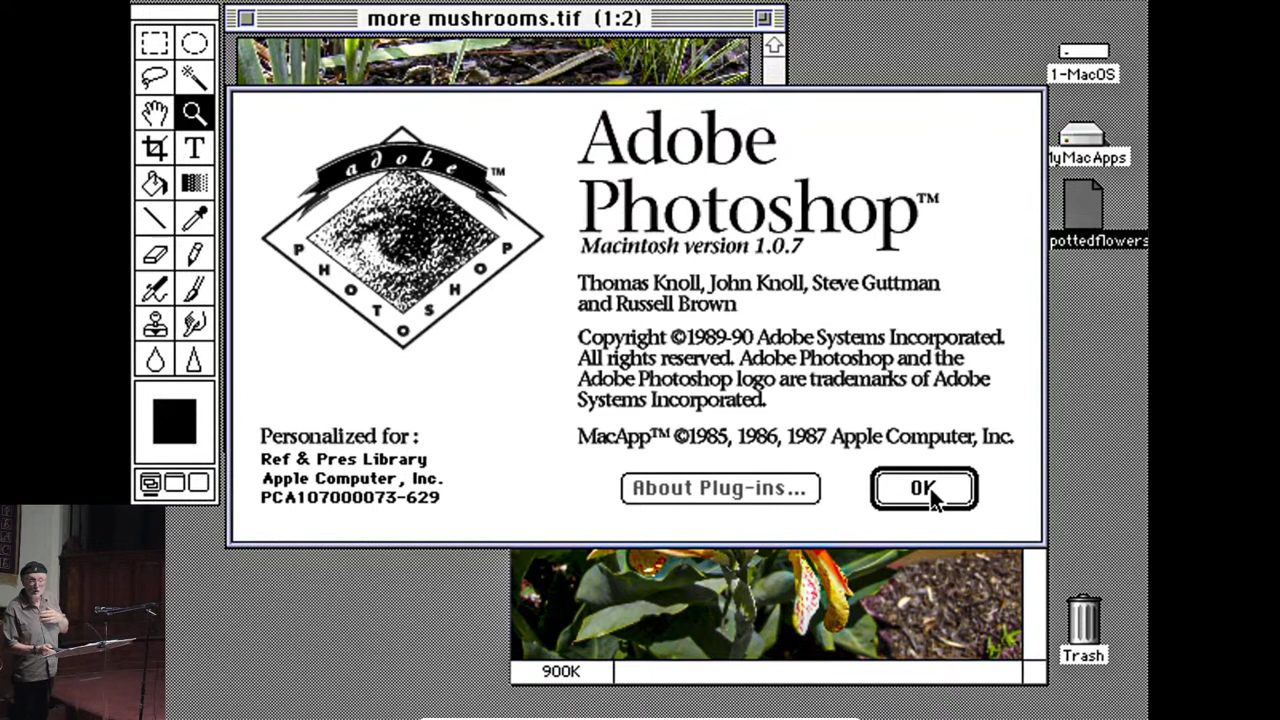 more mushrooms.tif (1:2)
1-MacOS
MyMac Apps
pottedflowers
adobe™
PHOTOSHOP
Adobe
Photoshop™
Macintosh version 1.0.7
Thomas Knoll, John Knoll, Steve Guttman
and Russell Brown
Copyright ©1989-90 Adobe Systems Incorporated.
All rights reserved. Adobe Photoshop and the
Adobe Photoshop logo are trademarks of Adobe
Systems Incorporated.
MacApp™ ©1985, 1986, 1987 Apple Computer, Inc.
Personalized for :
Ref & Pres Library
Apple Computer, Inc.
PCA107000073-629
About Plug-ins...
OK
T
900K
Trash